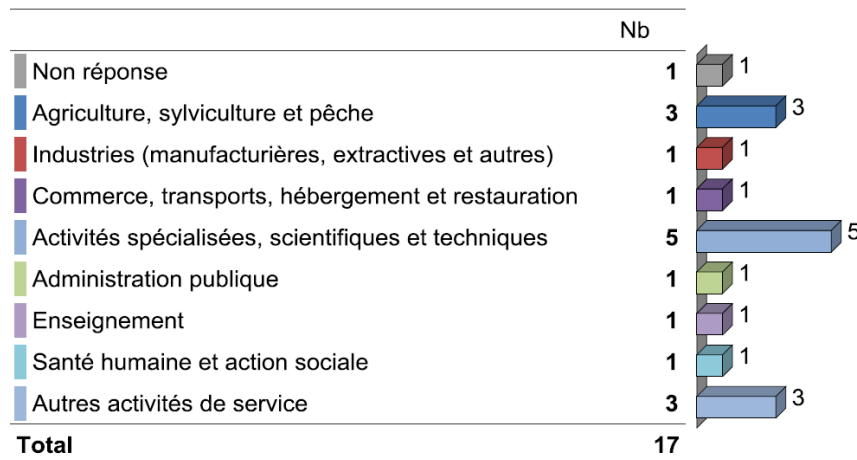 Nb
Non réponse 1 1
Agriculture, sylviculture et pêche 3 3
Industries (manufacturières, extractives et autres) 1 1
Commerce, transports, hébergement et restauration 1 1
Activités spécialisées, scientifiques et techniques 5 5
Administration publique 1 1
Enseignement 1 1
Santé humaine et action sociale 1 1
Autres activités de service 3 3
Total 17